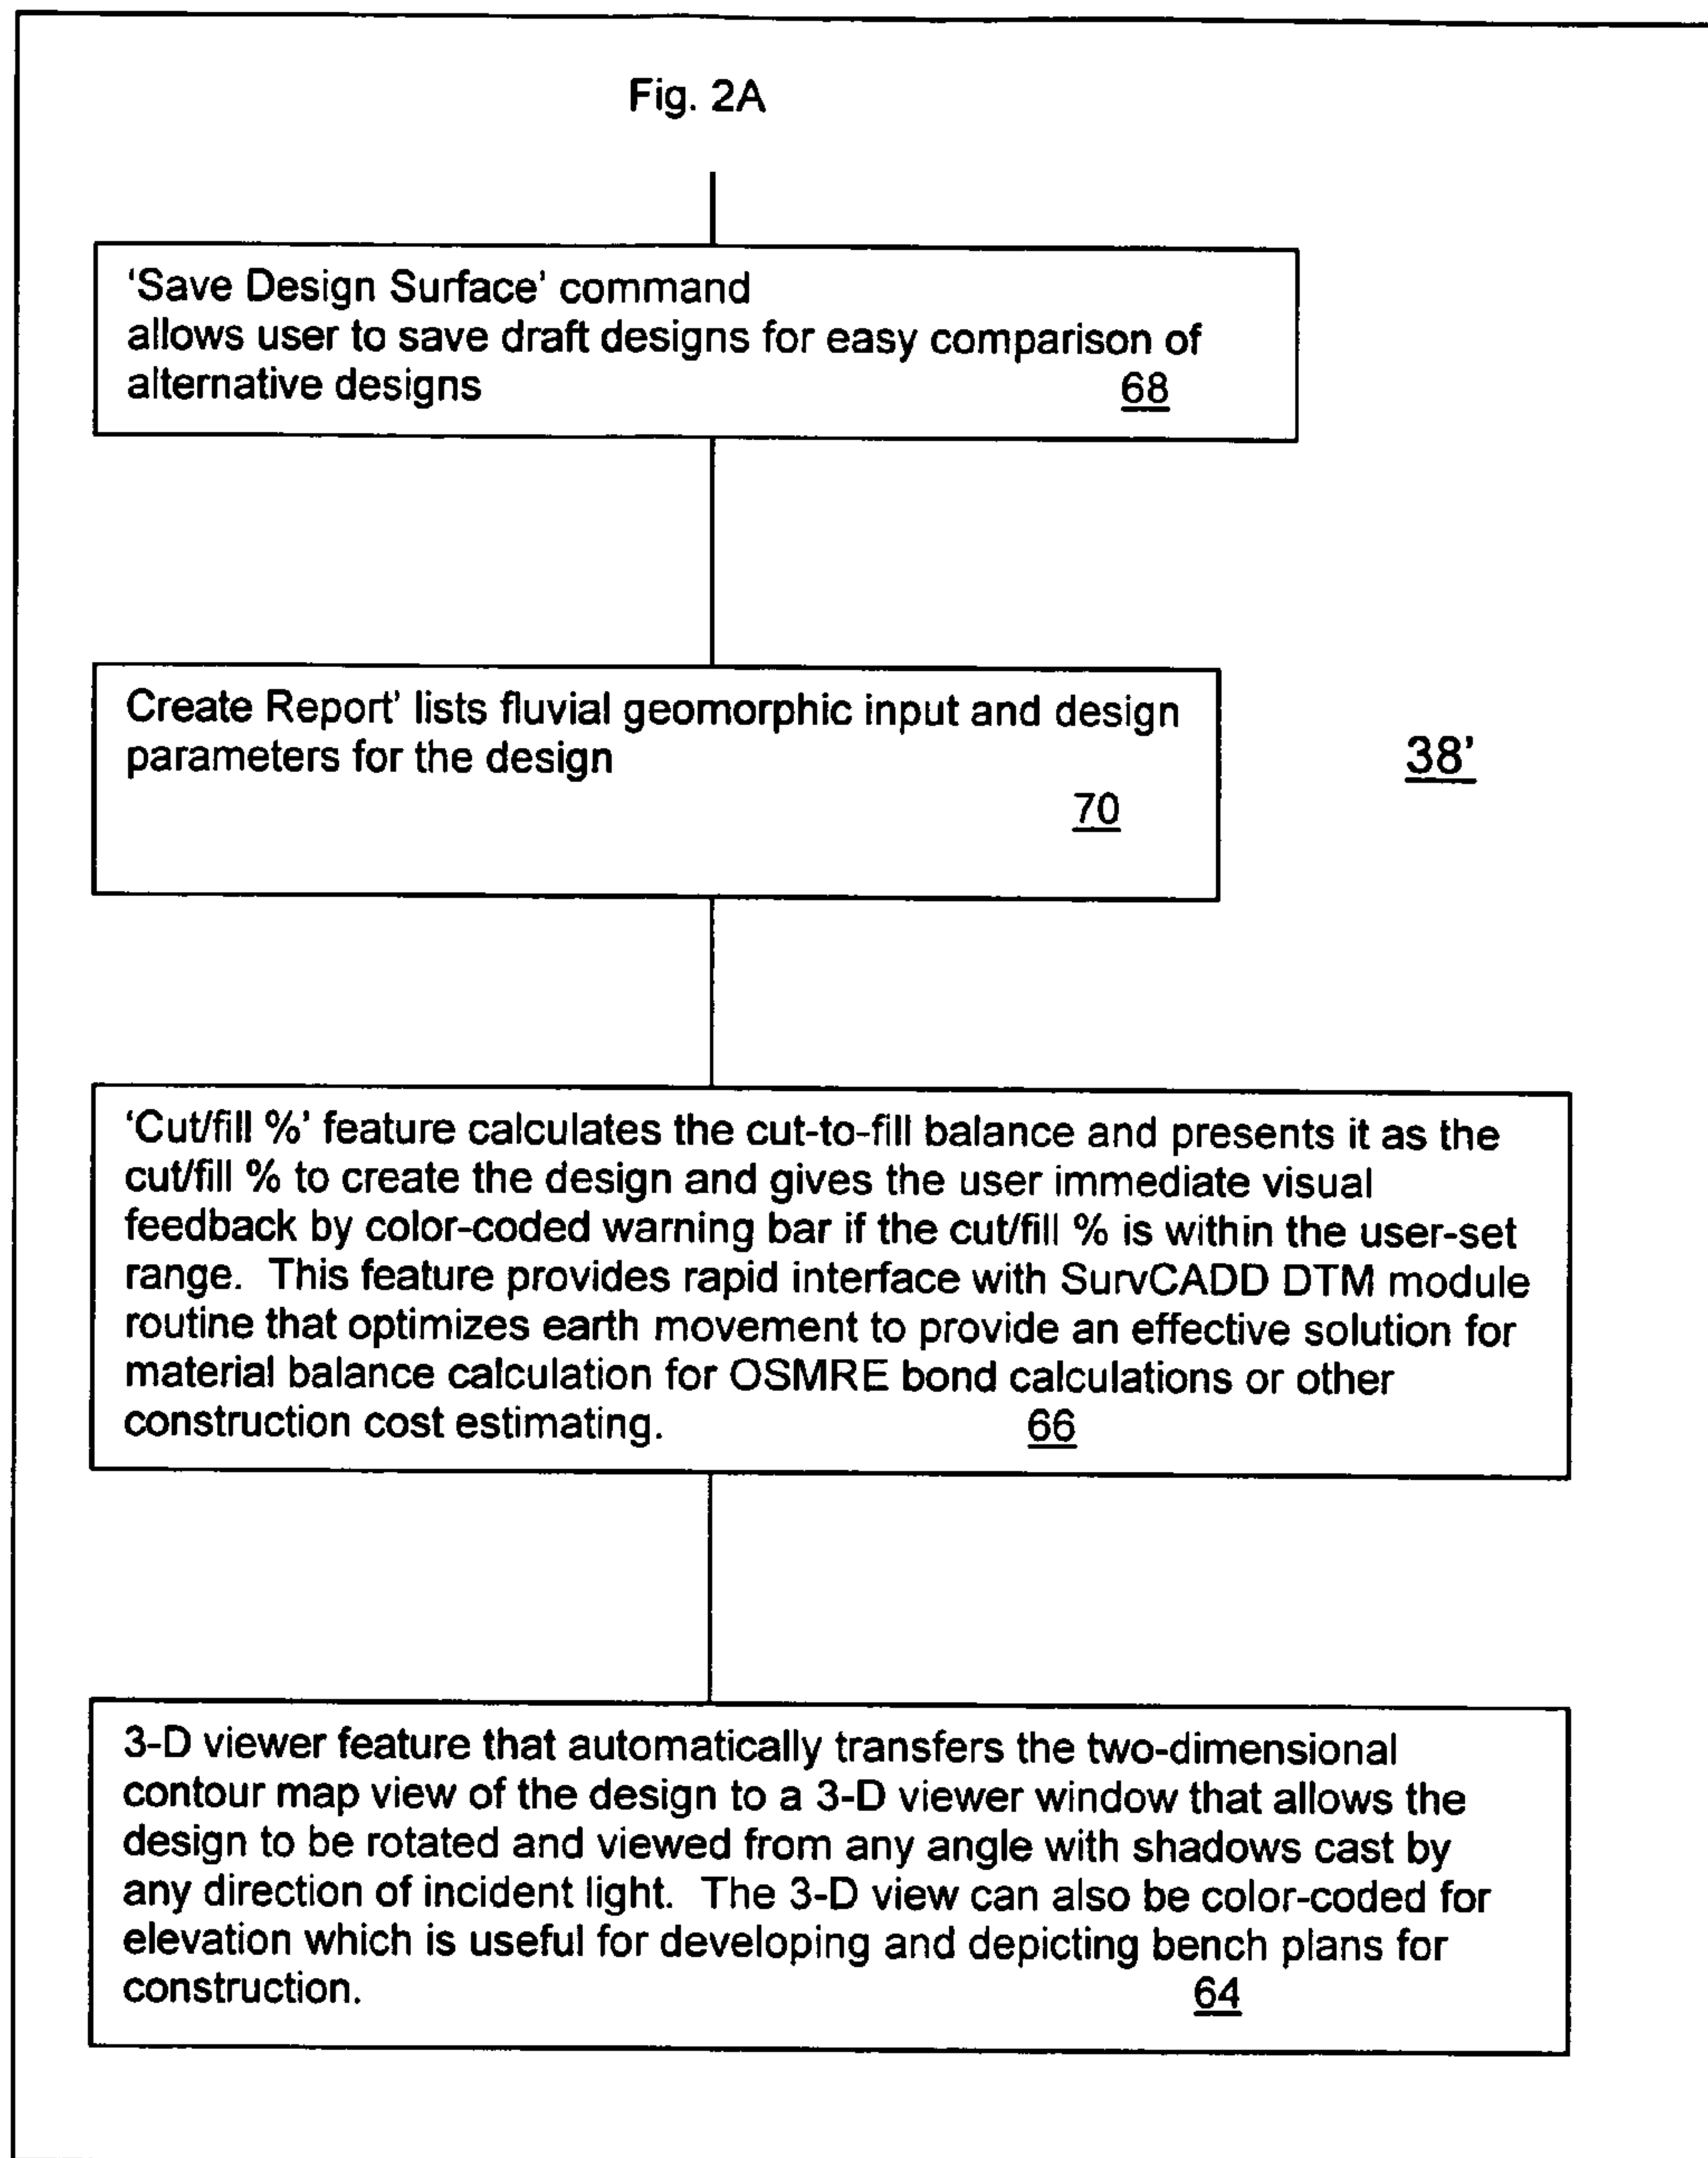 Fig. 2A
‘Save Design Surface’ command
allows user to save draft designs for easy comparison of
alternative designs 68
Create Report’ lists fluvial geomorphic input and design
parameters for the design
70
38'
‘Cut/fill %’ feature calculates the cut-to-fill balance and presents it as the
cut/fill % to create the design and gives the user immediate visual
feedback by color-coded warning bar if the cut/fill % is within the user-set
range. This feature provides rapid interface with SurvCADD DTM module
routine that optimizes earth movement to provide an effective solution for
material balance calculation for OSMRE bond calculations or other
construction cost estimating. 66
3-D viewer feature that automatically transfers the two-dimensional
contour map view of the design to a 3-D viewer window that allows the
design to be rotated and viewed from any angle with shadows cast by
any direction of incident light. The 3-D view can also be color-coded for
elevation which is useful for developing and depicting bench plans for
construction. 64